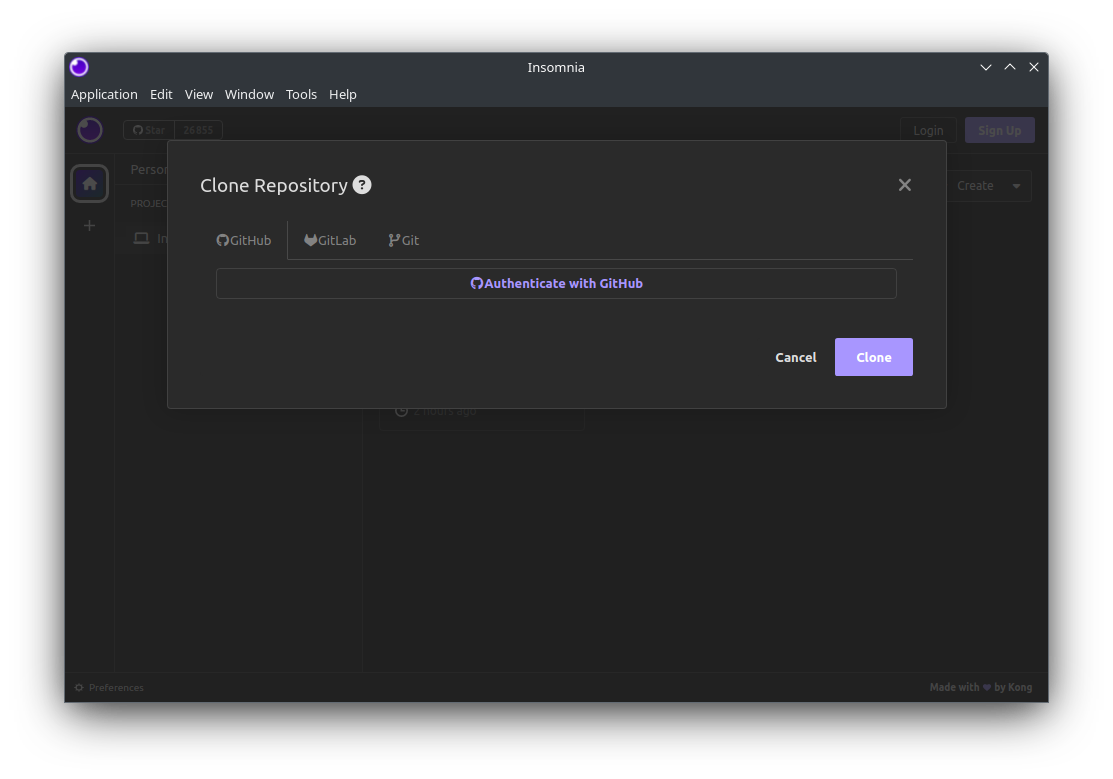 Insomnia
Application Edit View Window Tools Help
Star 26855
Login Sign Up
Person
Clone Repository ?
Create
PROJEC
GitHub GitLab Git
In
Authenticate with GitHub
Cancel Clone
2 hours ago
Preferences
Made with ♥ by Kong